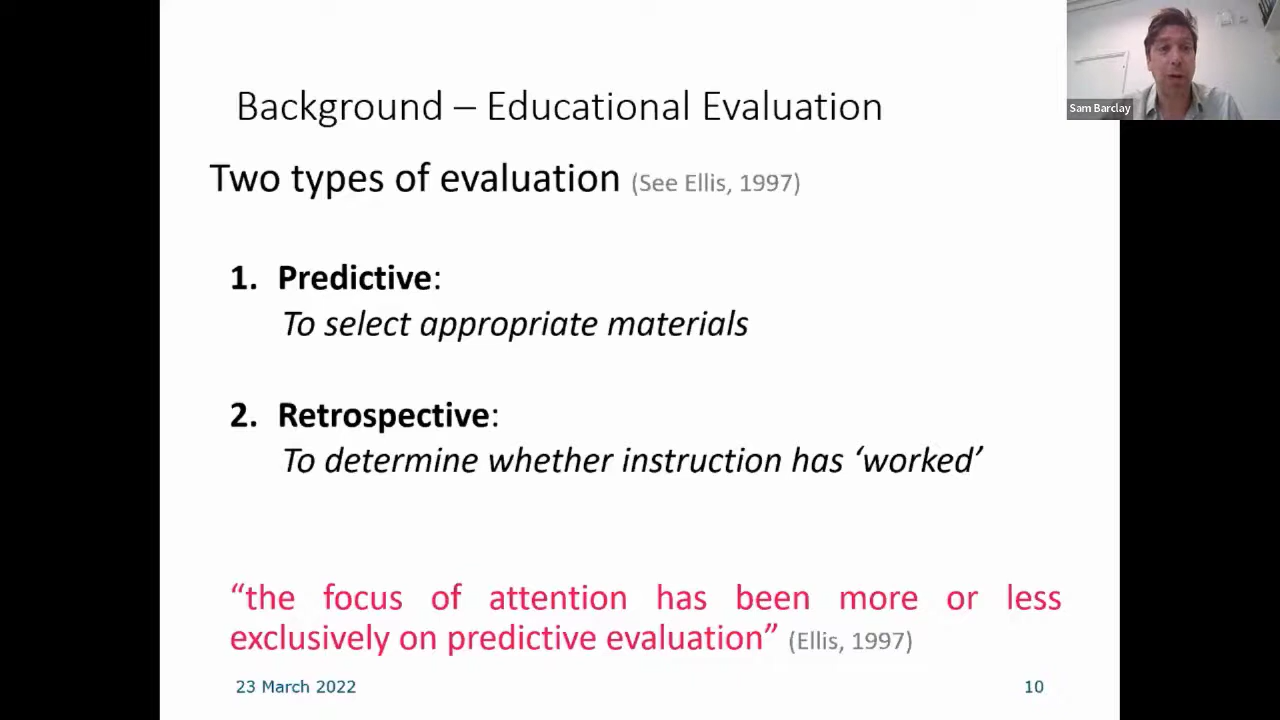 Background – Educational Evaluation
Sam Barclay
Two types of evaluation (See Ellis, 1997)
1. Predictive:
To select appropriate materials
2. Retrospective:
To determine whether instruction has ‘worked’
“the focus of attention has been more or less
exclusively on predictive evaluation” (Ellis, 1997)
23 March 2022
10